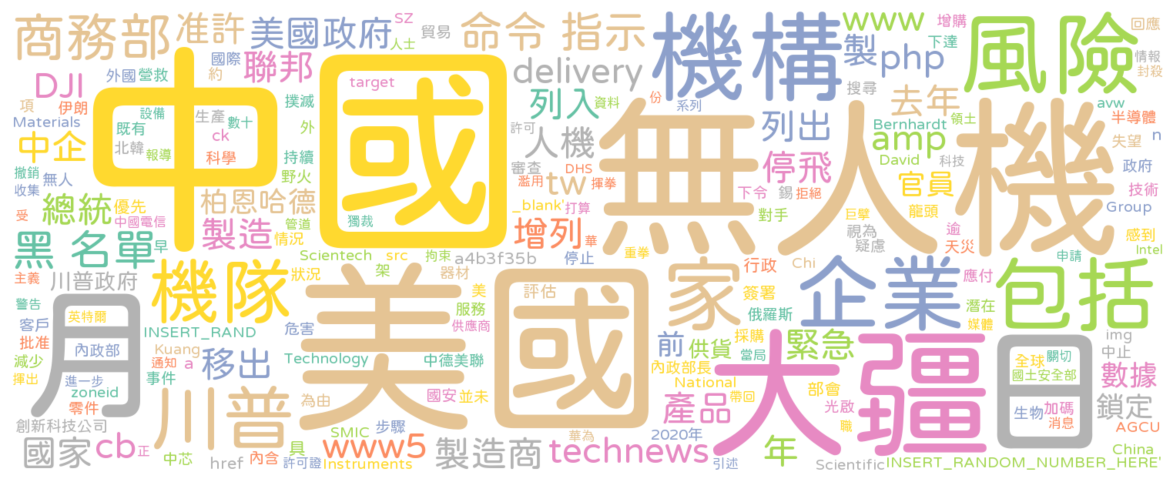 商務部
准許
美國政府
SZ
人士
貿易
命令
指示
機構
www
增購
下達
回應
風險
情報
封殺
國際
約
聯邦
target
製
php
搜尋
DJI
外國
營救
撲滅
中國
delivery
列入
資料
份
系列
去年
avw
半導體
項
伊朗
設備
生產
數十
Materials
既有
ck
外
許可
人機
無人機
列出
Bernhardt
領土
失望
n
中企
北韓
報導
科學
持續
審查
DHS
停飛
amp
David
科技
政府
撤銷
收集
無人
野火
濫用
揮拳
tw
下令
錫
拒絕
官員
技術
總統
優先
柏恩哈德
_blank'
打算
對手
巨擘
龍頭
Group
受
中國電信
管道
獨裁
增列
華
視為
逾
感到
黑
名單
早
製造
情況
重拳
疑慮
天災
Intel
主義
川普政府
Scientech
src
拘束
a4b3f35b
停止
家
行政
Chi
申請
機隊
狀況
架
器材
美國
評估
企業
應付
包括
警告
簽署
潛在
客戶
英特爾
INSERT_RAND
危害
服務
美
俄羅斯
媒體
批准
內政部
Kuang
移出
供應商
前
供貨
採購
緊急
img
減少
通知
a
Technology
中德美聯
當局
中止
月
揮出
進一步
事件
內政部長
大疆
日
全球
關切
zoneid
川普
為由
國安
並未
National
帶回
部會
國土安全部
數據
零件
產品
光啟
生物
加碼
鎖定
創新科技公司
SMIC
步驟
職
消息
AGCU
國家
cb
正
具
www5
製造商
華為
2020年
年
China
中芯
href
內含
許可證
Instruments
technews
引述
Scientific
INSERT_RANDOM_NUMBER_HERE'